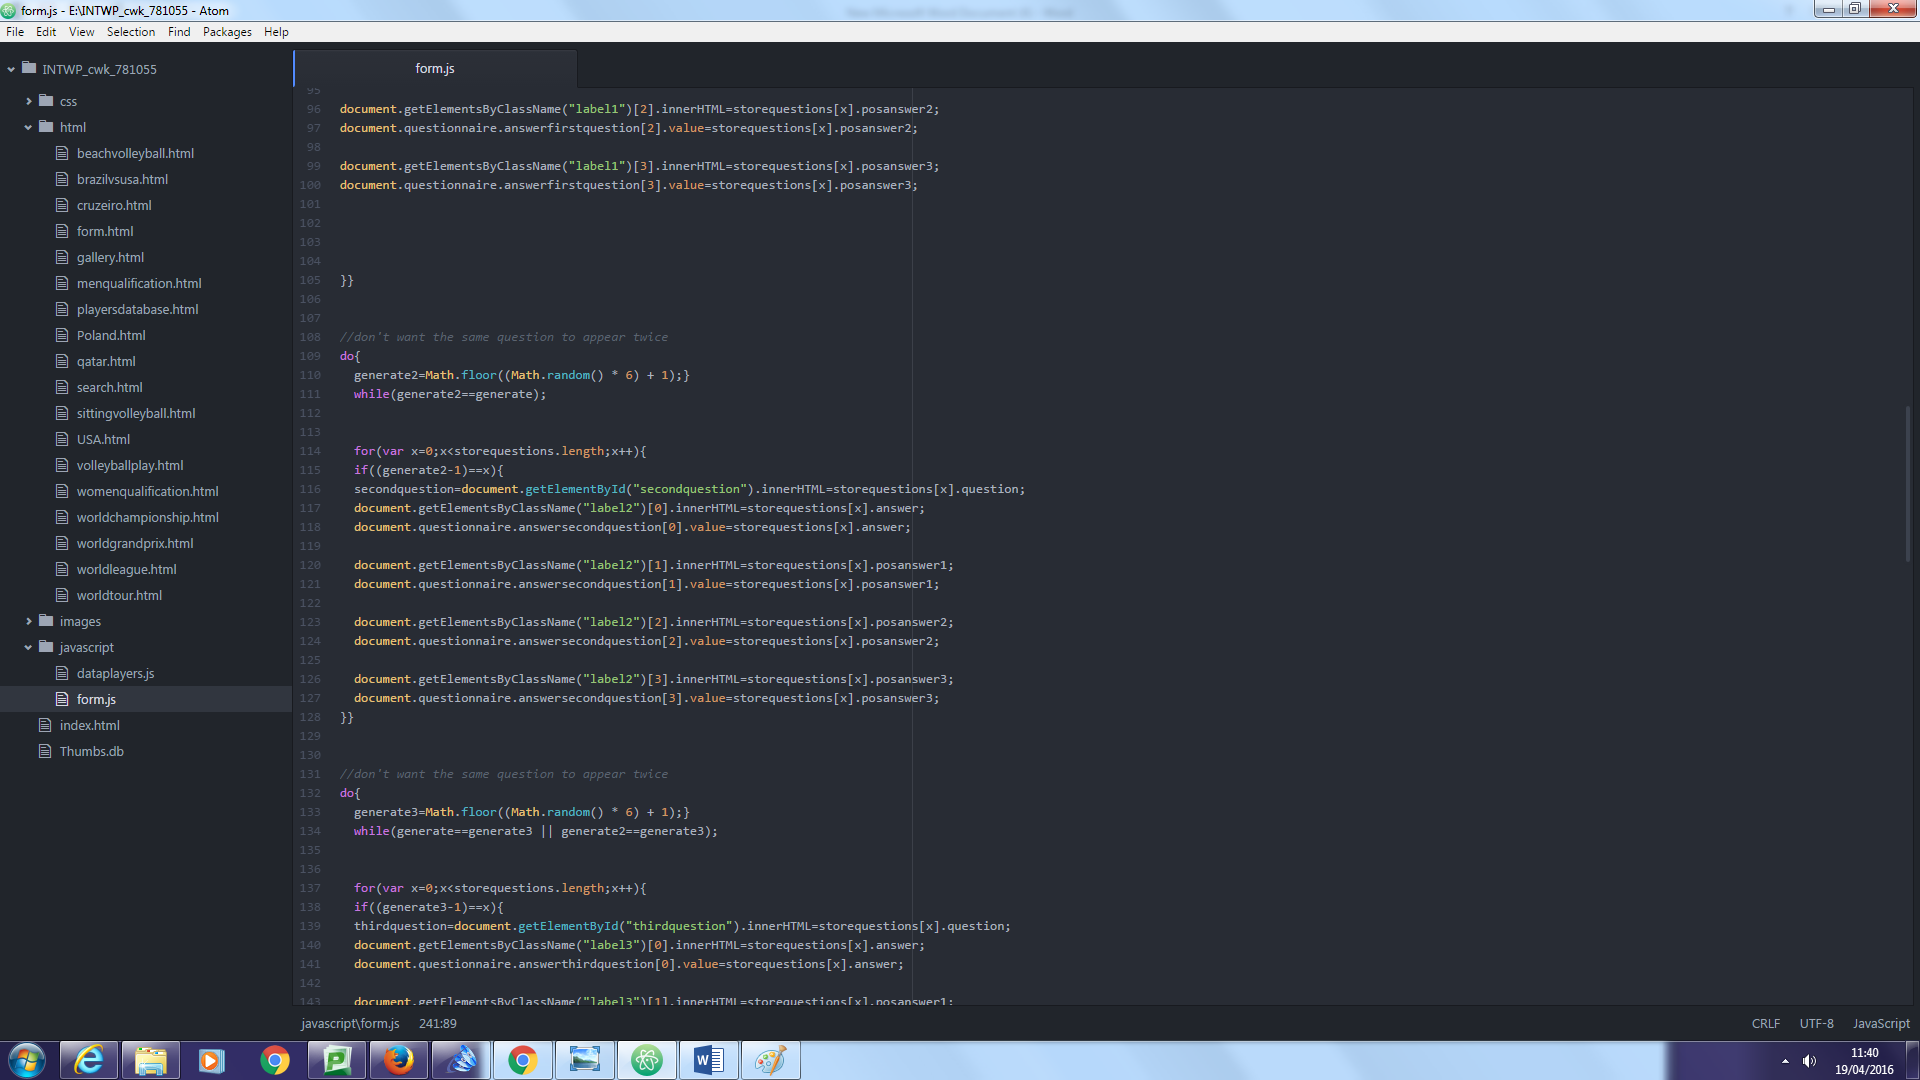 form.js - E:\INTWP_cwk_781055 - Atom
File Edit View Selection Find Packages Help
INTWP_cwk_781055
css
html
beachvolleyball.html
brazilvsusa.html
cruzeiro.html
form.html
gallery.html
menqualification.html
playersdatabase.html
Poland.html
qatar.html
search.html
sittingvolleyball.html
USA.html
volleyballplay.html
womenqualification.html
worldchampionship.html
worldgrandprix.html
worldleague.html
worldtour.html
images
javascript
dataplayers.js
form.js
index.html
Thumbs.db
form.js
95
96 document.getElementsByClassName("label1")[2].innerHTML=storequestions[x].posanswer2;
97 document.questionnaire.answerfirstquestion[2].value=storequestions[x].posanswer2;
98
99 document.getElementsByClassName("label1")[3].innerHTML=storequestions[x].posanswer3;
100 document.questionnaire.answerfirstquestion[3].value=storequestions[x].posanswer3;
101
102
103
104
105 }}
106
107
108 //don't want the same question to appear twice
109 do{
110 generate2=Math.floor((Math.random() * 6) + 1);}
111 while(generate2==generate);
112
113
114 for(var x=0;x<storequestions.length;x++){
115 if((generate2-1)==x){
116 secondquestion=document.getElementById("secondquestion").innerHTML=storequestions[x].question;
117 document.getElementsByClassName("label2")[0].innerHTML=storequestions[x].answer;
118 document.questionnaire.answersecondquestion[0].value=storequestions[x].answer;
119
120 document.getElementsByClassName("label2")[1].innerHTML=storequestions[x].posanswer1;
121 document.questionnaire.answersecondquestion[1].value=storequestions[x].posanswer1;
122
123 document.getElementsByClassName("label2")[2].innerHTML=storequestions[x].posanswer2;
124 document.questionnaire.answersecondquestion[2].value=storequestions[x].posanswer2;
125
126 document.getElementsByClassName("label2")[3].innerHTML=storequestions[x].posanswer3;
127 document.questionnaire.answersecondquestion[3].value=storequestions[x].posanswer3;
128 }}
129
130
131 //don't want the same question to appear twice
132 do{
133 generate3=Math.floor((Math.random() * 6) + 1);}
134 while(generate==generate3 || generate2==generate3);
135
136
137 for(var x=0;x<storequestions.length;x++){
138 if((generate3-1)==x){
139 thirdquestion=document.getElementById("thirdquestion").innerHTML=storequestions[x].question;
140 document.getElementsByClassName("label3")[0].innerHTML=storequestions[x].answer;
141 document.questionnaire.answerthirdquestion[0].value=storequestions[x].answer;
142
143 document.getElementsByClassName("label3")[1].innerHTML=storequestions[x].posanswer1;
javascript\form.js 241:89 CRLF UTF-8 JavaScript
11:40
19/04/2016